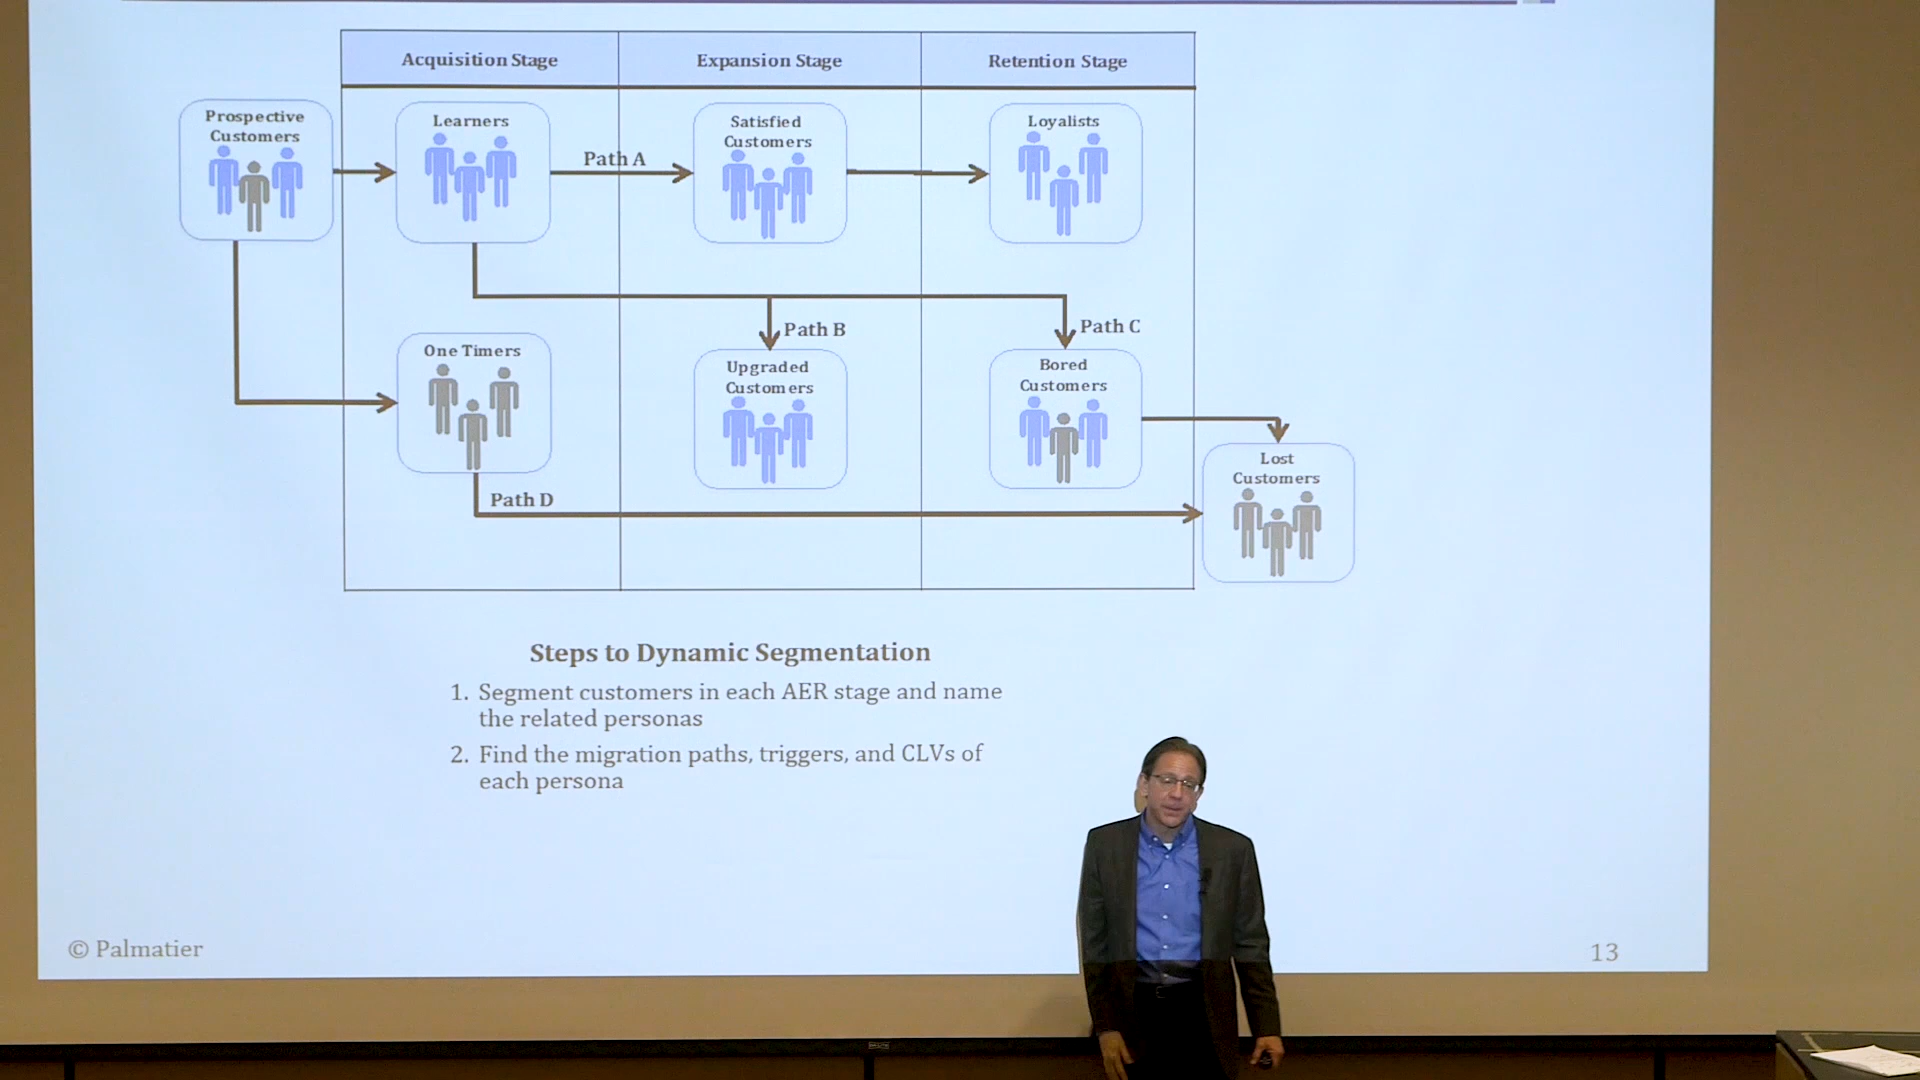 Acquisition Stage
Expansion Stage
Retention Stage
Prospective
Customers
Learners
Path A
Satisfied
Customers
Loyalists
Path B
Path C
One Timers
Upgraded
Customers
Bored
Customers
Path D
Lost
Customers
Steps to Dynamic Segmentation
1. Segment customers in each AER stage and name
the related personas
2. Find the migration paths, triggers, and CLVs of
each persona
© Palmatier
13